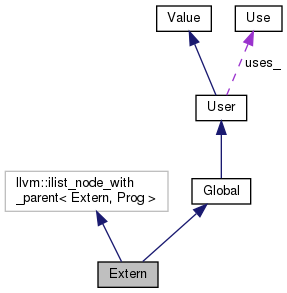 Value
Use
uses_
User
llvm::ilist_node_with
_parent< Extern, Prog >
Global
Extern